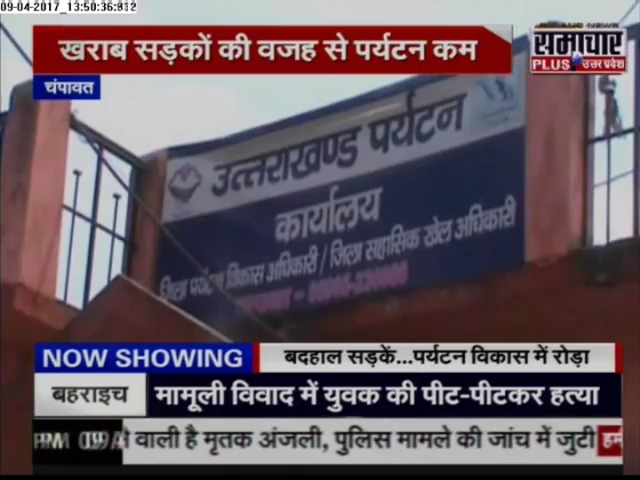 09-04-2017_13:50:36:812
खराब सड़कों की वजह से पर्यटन कम
समाचार
PLUS उत्तर प्रदेश
चंपावत
उत्तराखण्ड पर्यटन
कार्यालय
जिला पर्यटन विकास अधिकारी / जिला साहसिक खेल अधिकारी
NOW SHOWING
बदहाल सड़कें...पर्यटन विकास में रोड़ा
बहराइच
मामूली विवाद में युवक की पीट-पीटकर हत्या
वाली है मृतक अंजली, पुलिस मामले की जांच में जुटी